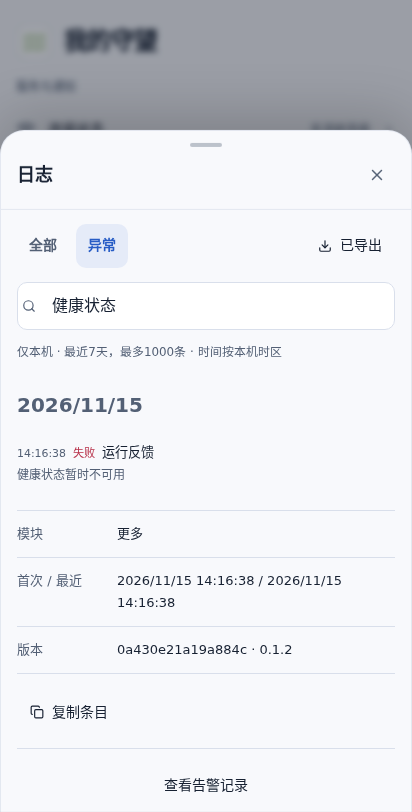 我的守望
日志
全部 异常 已导出
健康状态
仅本机 · 最近7天，最多1000条 · 时间按本机时区
2026/11/15
14:16:38 失败 运行反馈
健康状态暂时不可用
模块 更多
首次 / 最近 2026/11/15 14:16:38 / 2026/11/15
14:16:38
版本 0a430e21a19a884c · 0.1.2
复制条目
查看告警记录